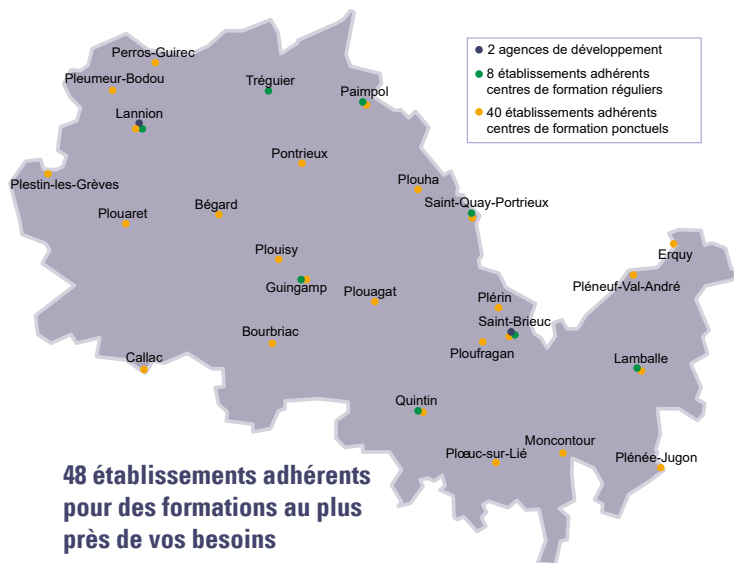 Perros-Guirec
Pleumeur-Bodou
Tréguier
Paimpol
Lannion
2 agences de développement
8 établissements adhérents
centres de formation réguliers
40 établissements adhérents
centres de formation ponctuels
Pontrieux
Plestin-les-Grèves
Plouha
Bégard
Saint-Quay-Portrieux
Plouaret
Plouisy
Erquy
Guingamp
Plouagat
Pléneuf-Val-André
Plérin
Saint-Brieuc
Bourbriac
Ploufragan
Callac
Lamballe
Quintin
Moncontour
Plœuc-sur-Lié
Plénée-Jugon
48 établissements adhérents
pour des formations au plus
près de vos besoins